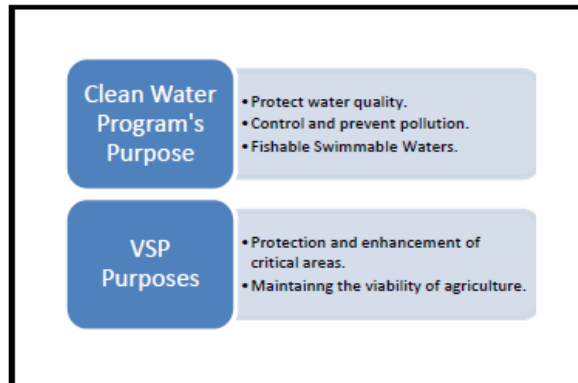 Clean Water
Program's
Purpose
• Protect water quality.
• Control and prevent pollution.
• Fishable Swimmable Waters.
VSP
Purposes
• Protection and enhancement of
critical areas.
• Maintainng the viability of agriculture.